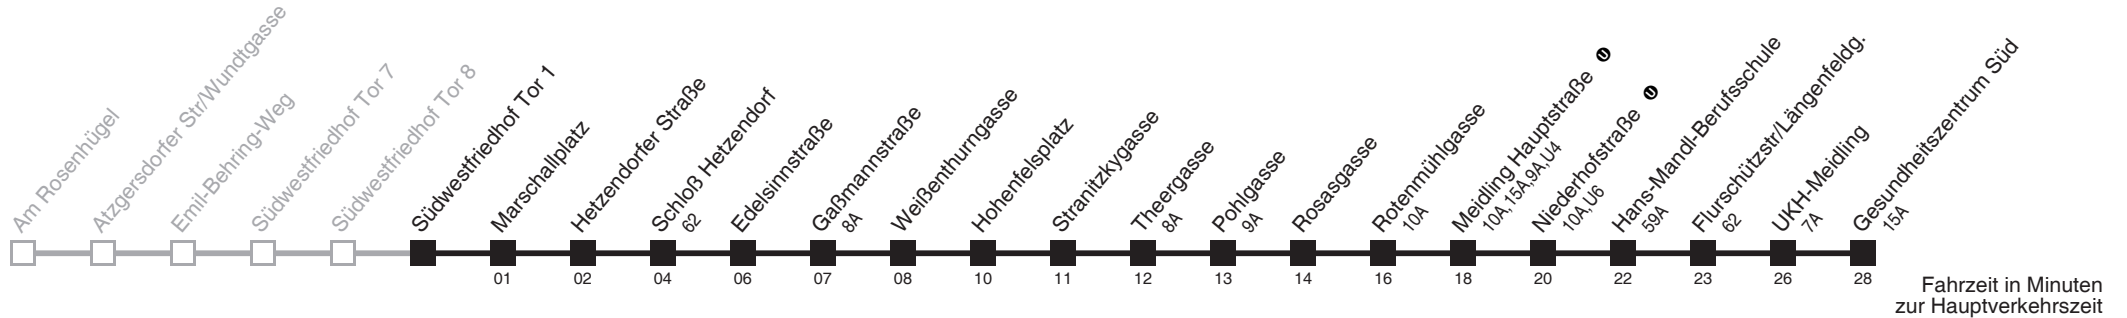 Am Rosenhügel
Atzgersdorfer Str/Wundtgasse
Emil-Behring-Weg
Südwestfriedhof Tor 7
Südwestfriedhof Tor 8
Südwestfriedhof Tor 1
Marschallplatz
01
Hetzendorfer Straße
02
Schloß Hetzendorf
62
04
Edelsinnstraße
06
Gaßmannstraße
8A
07
Weißenthurngasse
08
Hohenfelsplatz
10
Stranitzkygasse
11
Theergasse
8A
12
Pohlgasse
9A
13
Rosasgasse
14
Rotenmühlgasse
10A
16
Meidling Hauptstraße U
10A,15A,9A,U4
18
Niederhofstraße U
10A,U6
20
Hans-Mandl-Berufsschule
59A
22
Flurschützstr/Längenfeldg.
62
23
UKH-Meidling
7A
26
Gesundheitszentrum Süd
15A
28
Fahrzeit in Minuten
zur Hauptverkehrszeit